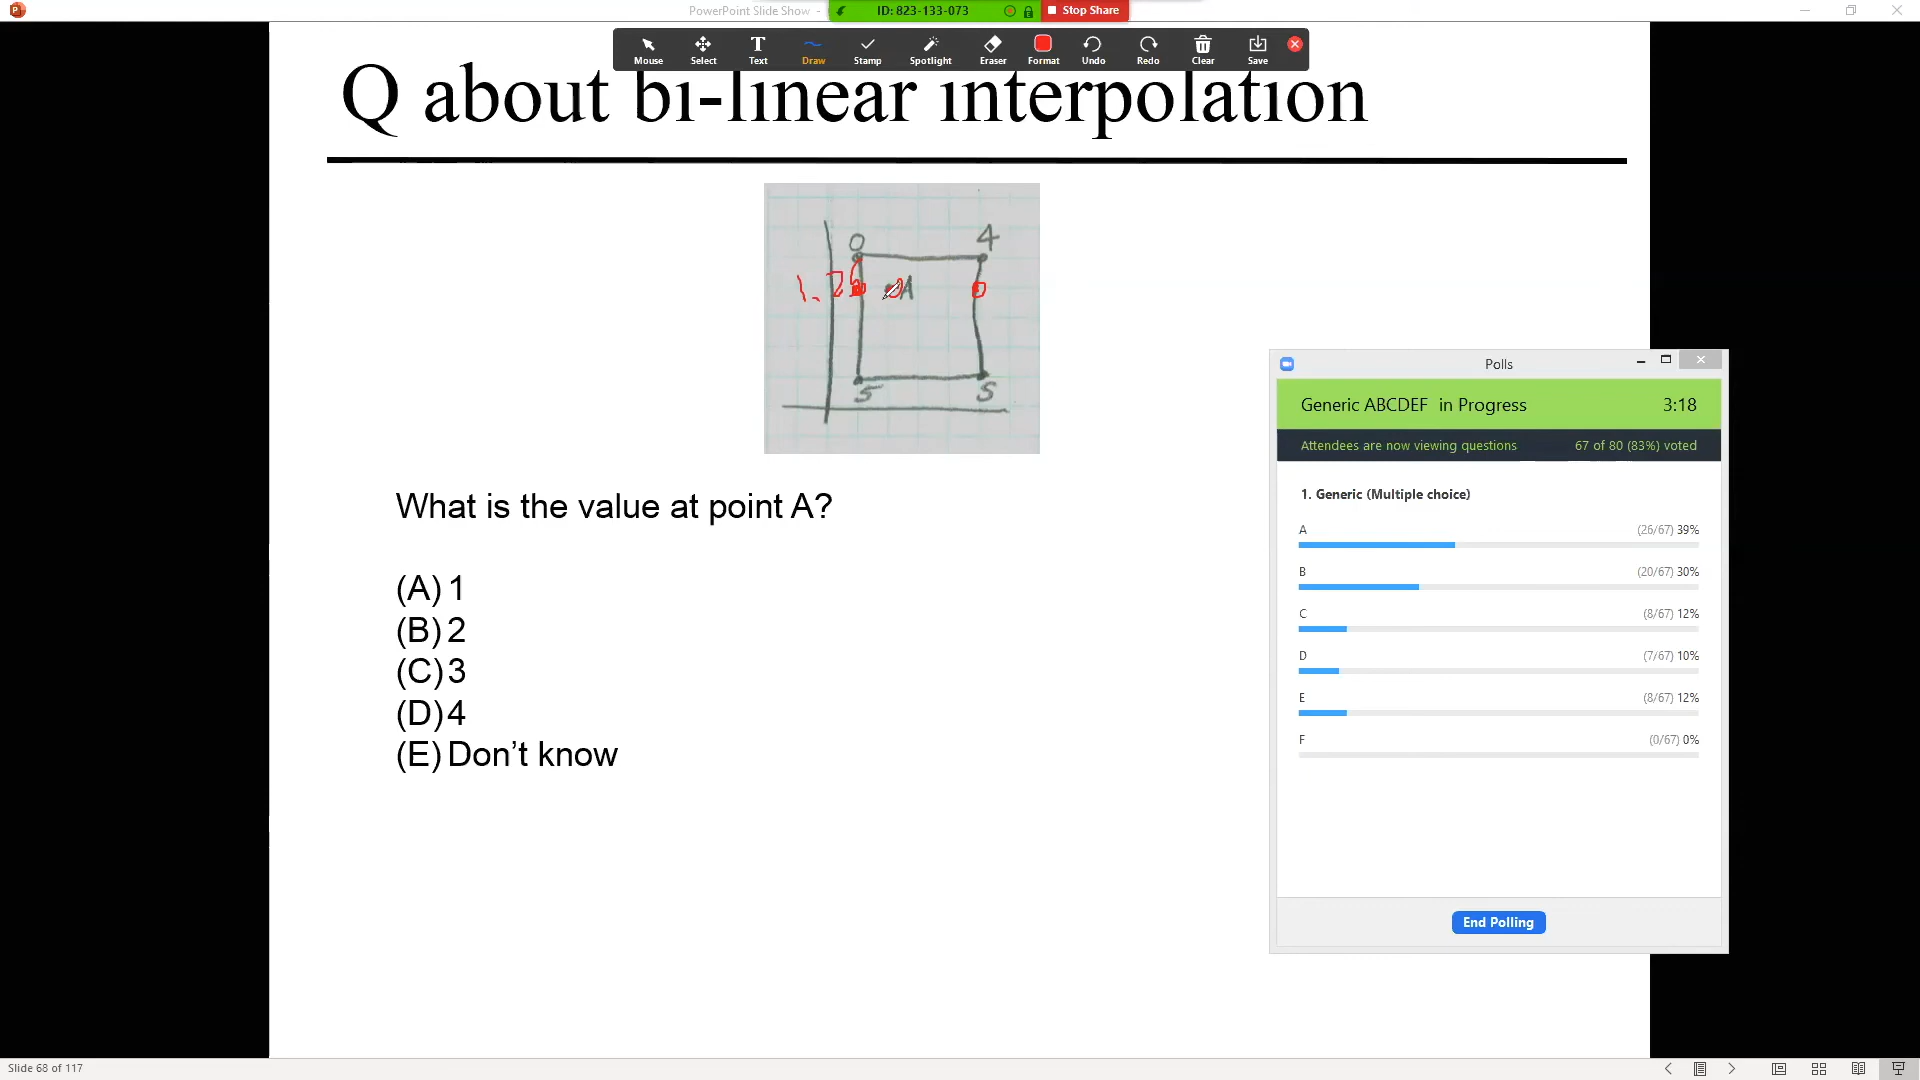 PowerPoint Slide Show -
ID: 823-133-073
Stop Share
Mouse Select Text Draw Stamp Spotlight Eraser Format Undo Redo Clear Save
Q about bi-linear interpolation
0 4
1.2
A
5 5
What is the value at point A?
(A) 1
(B) 2
(C) 3
(D) 4
(E) Don't know
Polls
Generic ABCDEF in Progress 3:18
Attendees are now viewing questions 67 of 80 (83%) voted
1. Generic (Multiple choice)
A (26/67) 39%
B (20/67) 30%
C (8/67) 12%
D (7/67) 10%
E (8/67) 12%
F (0/67) 0%
End Polling
Slide 68 of 117